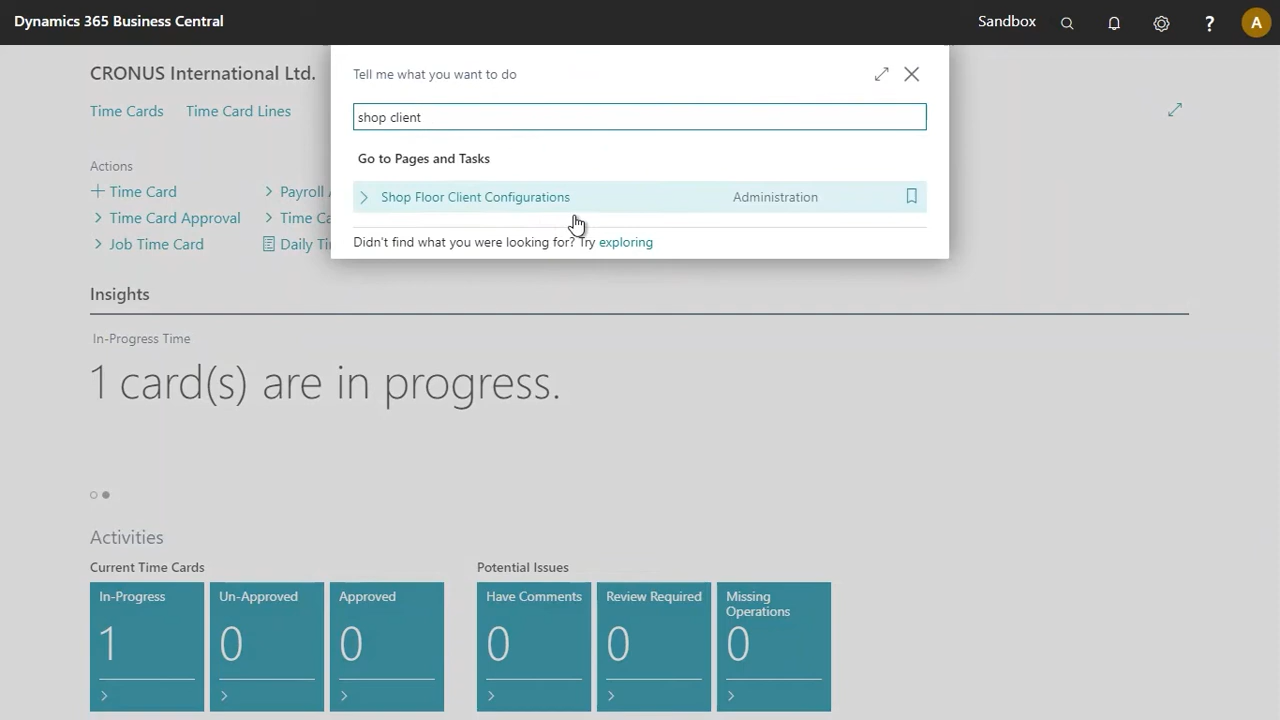 Dynamics 365 Business Central
Sandbox
?
A
CRONUS International Ltd.
Time Cards
Time Card Lines
Tell me what you want to do
shop client
Go to Pages and Tasks
Shop Floor Client Configurations
Administration
Didn't find what you were looking for? Try exploring
Actions
Time Card
Payroll
Time Card Approval
Job Time Card
Insights
In-Progress Time
1 card(s) are in progress.
Activities
Current Time Cards
Potential Issues
In-Progress
1
Un-Approved
0
Approved
0
Have Comments
0
Review Required
0
Missing
Operations
0